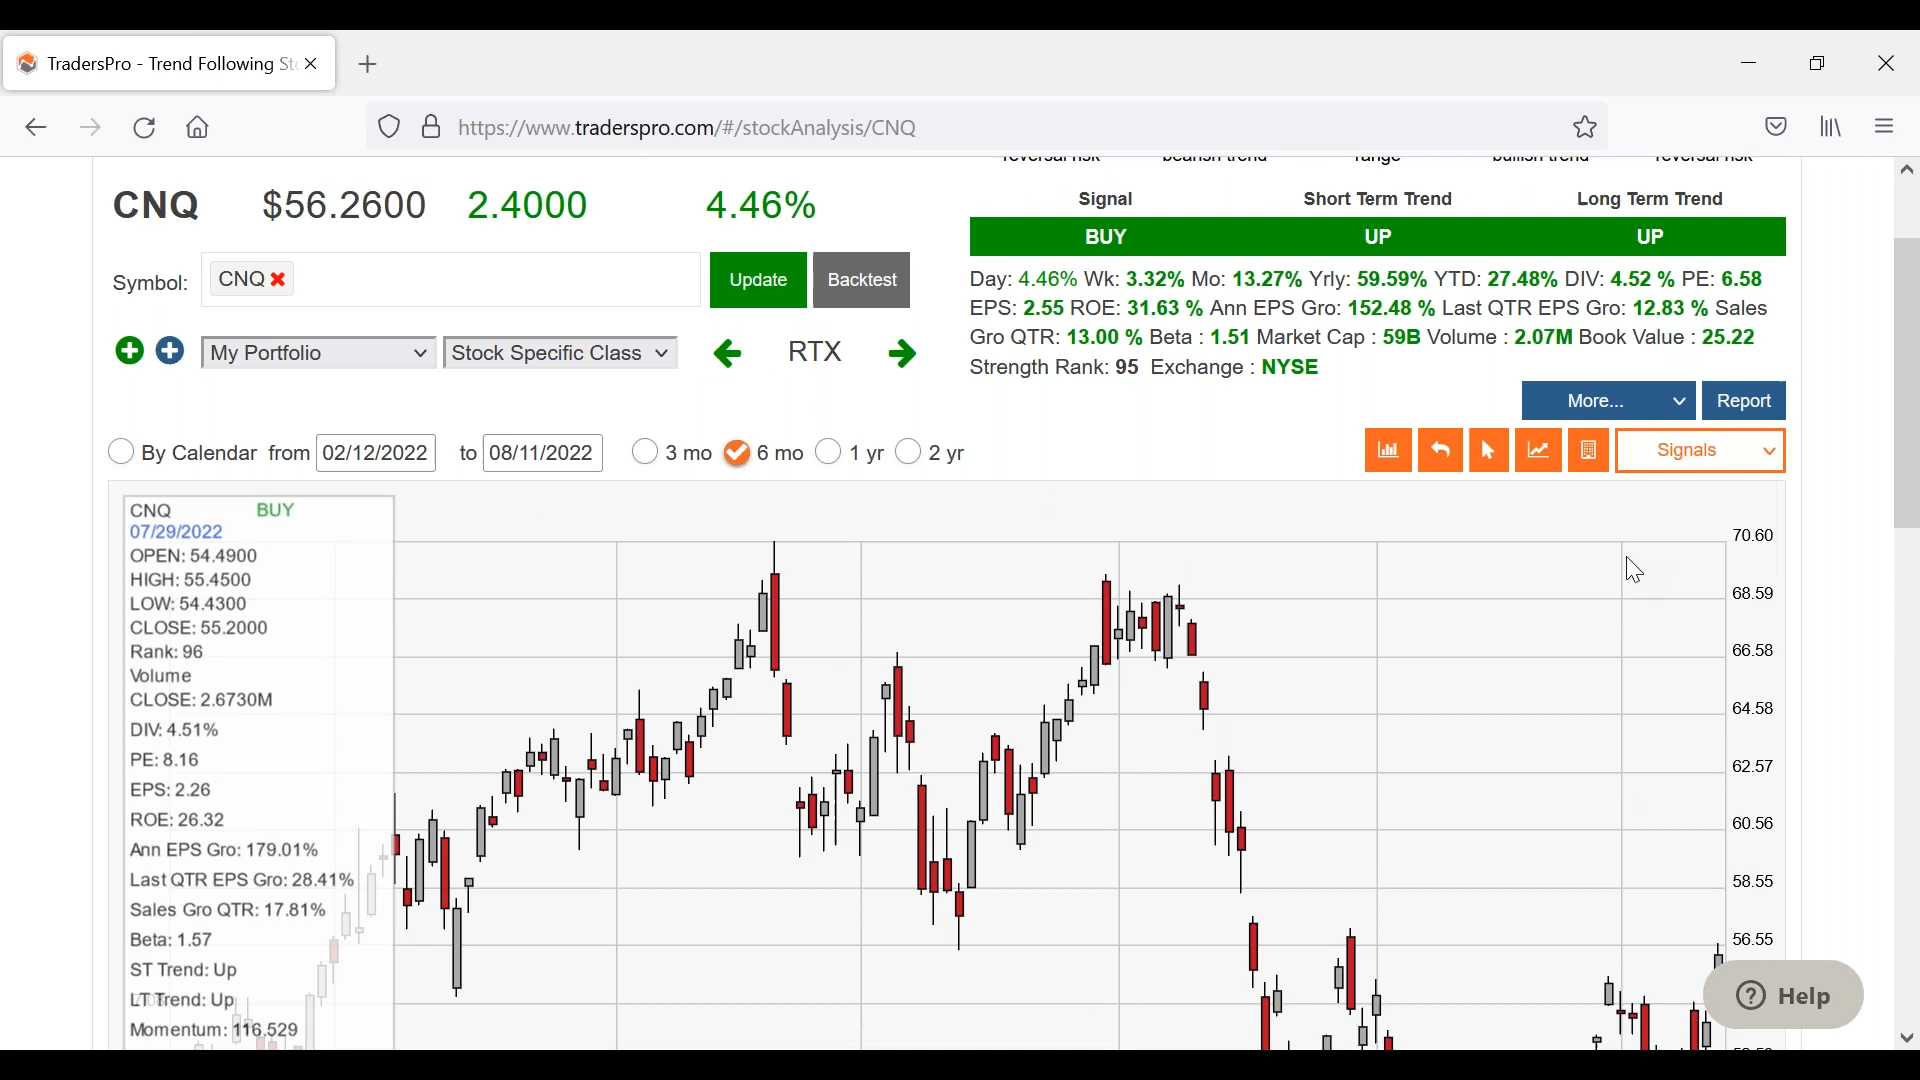 TradersPro - Trend Following Sto
https://www.traderspro.com/#/stockAnalysis/CNQ
reversal risk bearish trend range bullish trend reversal risk
CNQ $56.2600 2.4000 4.46%
Signal Short Term Trend Long Term Trend
BUY UP UP
Symbol: CNQ Update Backtest
Day: 4.46% Wk: 3.32% Mo: 13.27% Yrly: 59.59% YTD: 27.48% DIV: 4.52 % PE: 6.58
EPS: 2.55 ROE: 31.63 % Ann EPS Gro: 152.48 % Last QTR EPS Gro: 12.83 % Sales
Gro QTR: 13.00 % Beta : 1.51 Market Cap : 59B Volume : 2.07M Book Value : 25.22
Strength Rank: 95 Exchange : NYSE
My Portfolio Stock Specific Class RTX
More... Report
By Calendar from 02/12/2022 to 08/11/2022 3 mo 6 mo 1 yr 2 yr
Signals
CNQ BUY
07/29/2022
OPEN: 54.4900
HIGH: 55.4500
LOW: 54.4300
CLOSE: 55.2000
Rank: 96
Volume
CLOSE: 2.6730M
DIV: 4.51%
PE: 8.16
EPS: 2.26
ROE: 26.32
Ann EPS Gro: 179.01%
Last QTR EPS Gro: 28.41%
Sales Gro QTR: 17.81%
Beta: 1.57
ST Trend: Up
LT Trend: Up
Momentum: 116.529
70.60
68.59
66.58
64.58
62.57
60.56
58.55
56.55
Help